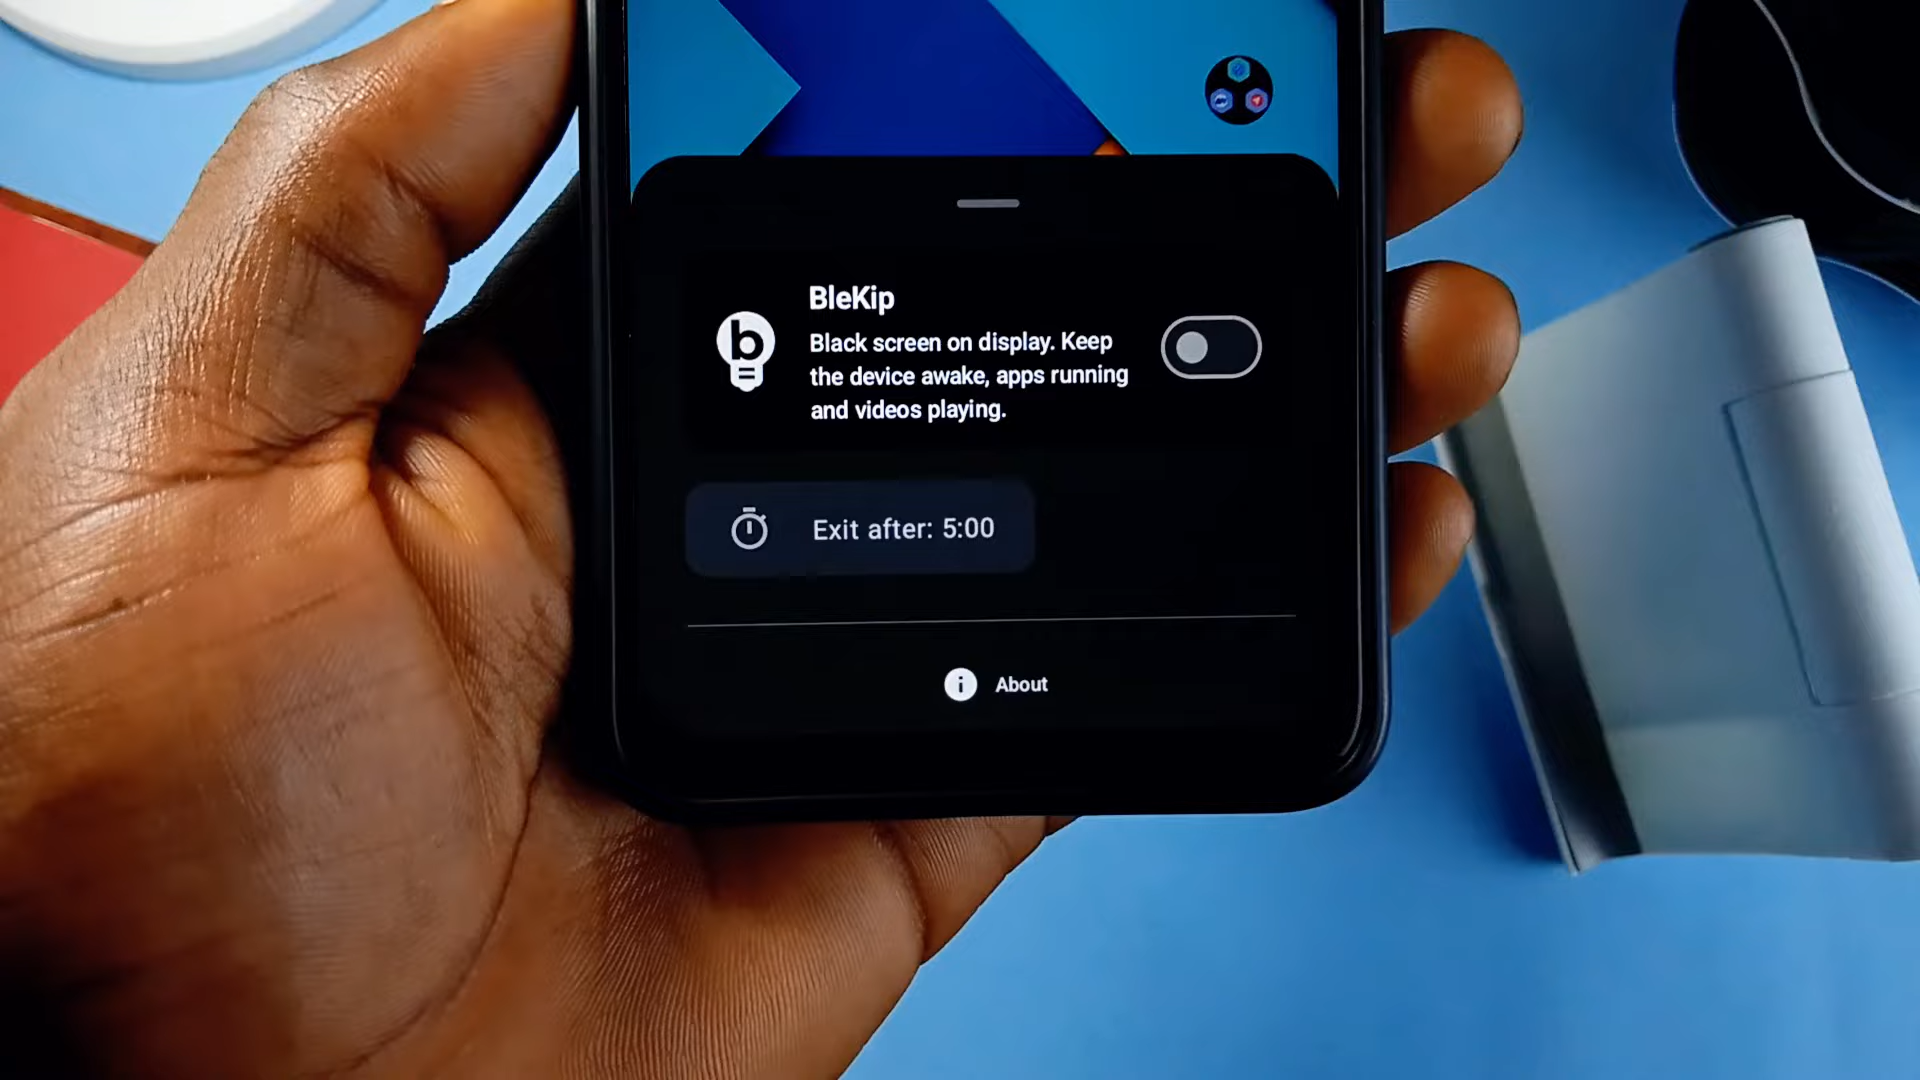 BleKip
Black screen on display. Keep
the device awake, apps running
and videos playing.
Exit after: 5:00
About